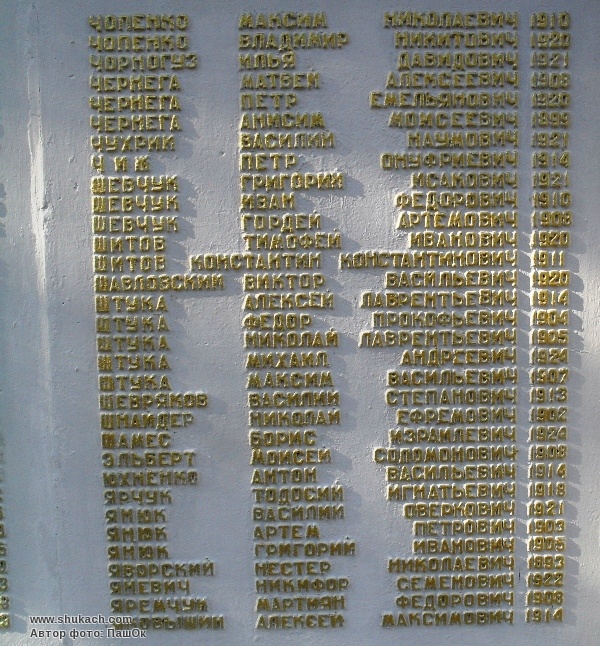 ЧОПЕНКО МАКСИМ НИКОЛАЕВИЧ 1910
ЧОПЕНКО ВЛАДИМИР НИКИТОВИЧ 1920
ЧОРНОГУЗ ИЛЬЯ ДАВИДОВИЧ 1921
ЧЕРНЕГА МАТВЕЙ АЛЕКСЕЕВИЧ 1908
ЧЕРНЕГА ПЕТР ЕМЕЛЬЯНОВИЧ 1920
ЧЕРНЕГА АНИСИМ МОИСЕЕВИЧ 1899
ЧУХРИЙ ВАСИЛИЙ НАУМОВИЧ 1921
ПЕТР ОНУФРИЕВИЧ 1914
ШЕВЧУК ГРИГОРИЙ ИСАКОВИЧ 1921
ШЕВЧУК ИВАН ФЕДОРОВИЧ 1910
ШЕВЧУК ГОРДЕЙ АРТЕМОВИЧ 1908
ШИТОВ ТИМОФЕЙ ИВАНОВИЧ 1920
ШИТОВ КОНСТАНТИН КОНСТАНТИНОВИЧ 1911
ВИКТОР ВАСИЛЬЕВИЧ 1920
ШТУКА АЛЕКСЕЙ ЛАВРЕНТЬЕВИЧ 1914
ШТУКА ФЕДОР ПРОКОФЬЕВИЧ 1904
ШТУКА НИКОЛАЙ ЛАВРЕНТЬЕВИЧ 1905
ШТУКА МИХАИЛ АНДРЕЕВИЧ 1924
ШТУКА МАКСИМ ВАСИЛЬЕВИЧ 1907
ШЕВРЯКОВ ВАСИЛИЙ СТЕПАНОВИЧ 1913
ШНАЙДЕР НИКОЛАЙ ЕФРЕМОВИЧ 1902
ШАМЕС БОРИС ИЗРАИЛЕВИЧ 1924
ЭЛЬБЕРТ МОИСЕЙ СОЛОМОНОВИЧ 1908
ЮХНЕНКО АНТОН ВАСИЛЬЕВИЧ 1914
ЯРЧУК ТОДОСИЙ ИГНАТЬЕВИЧ 1918
ЯНЮК ВАСИЛИЙ ОВЕРКОВИЧ 1921
ЯНЮК АРТЕМ ПЕТРОВИЧ 1903
ЯНЮК ГРИГОРИЙ ИВАНОВИЧ 1905
ЯВОРСКИЙ НЕСТЕР НИКОЛАЕВИЧ 1893
ЯНЕВИЧ НИКИФОР СЕМЕНОВИЧ 1922
ЯРЕМЧУК МАРТИЯН ФЕДОРОВИЧ 1908
АЛЕКСЕЙ МАКСИМОВИЧ 1914
www.shukach.com
Автор фото: ПашОк